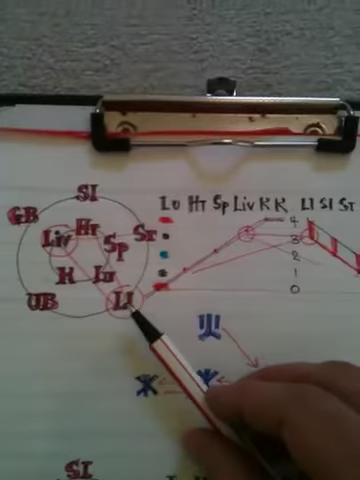 SI
GB
Ht
Liv
Sp
ST
K
Lu
UB
LI
Lu HT Sp Liv K K LI SI ST
4
3
2
1
0
SI